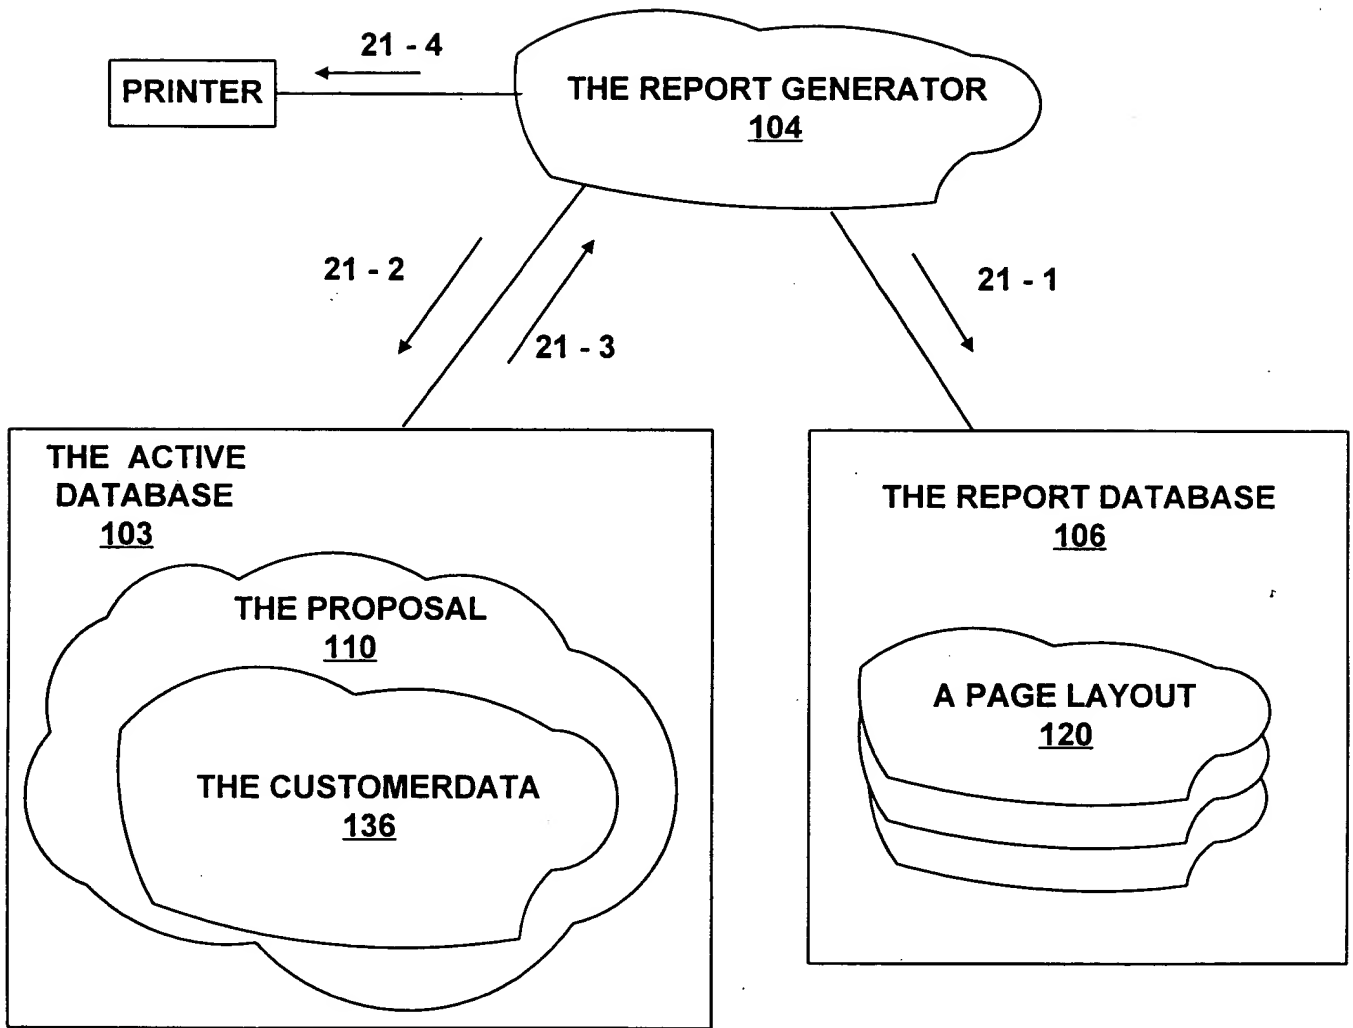 21 - 4
PRINTER
THE REPORT GENERATOR
104
21 - 2
21 - 3
21 - 1
THE ACTIVE
DATABASE
103
THE PROPOSAL
110
THE CUSTOMERDATA
136
THE REPORT DATABASE
106
A PAGE LAYOUT
120